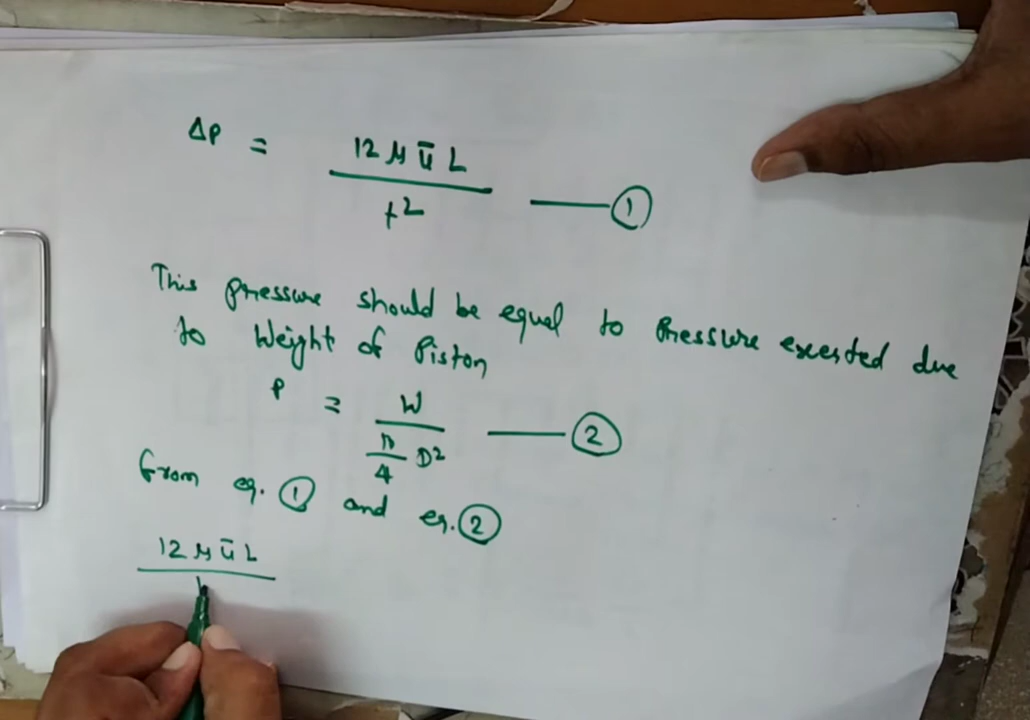 ΔP = 12 μ ū L / t² —— ①
This pressure should be equal to Pressure exerted due
to Weight of Piston
P = W / (π/4 D²) —— ②
from eq. ① and eq. ②
12 μ ū L